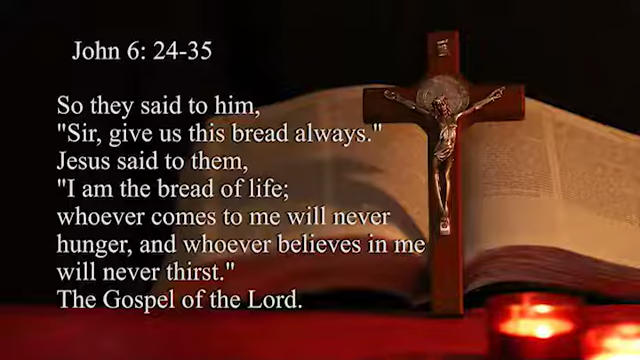 John 6: 24-35
So they said to him,
"Sir, give us this bread always."
Jesus said to them,
"I am the bread of life;
whoever comes to me will never
hunger, and whoever believes in me
will never thirst."
The Gospel of the Lord.